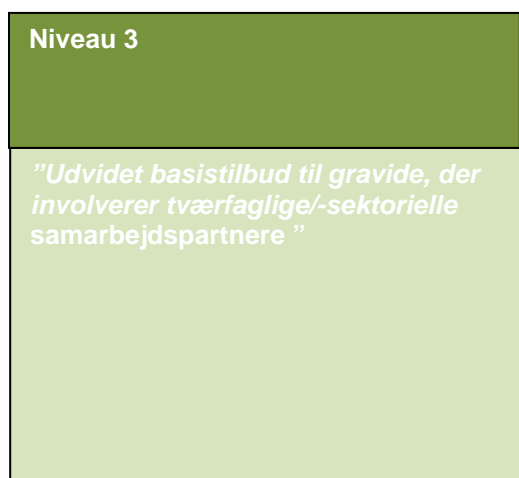 Niveau 3
”Udvidet basistilbud til gravide, der
involverer tværfaglige/-sektorielle
samarbejdspartnere ”